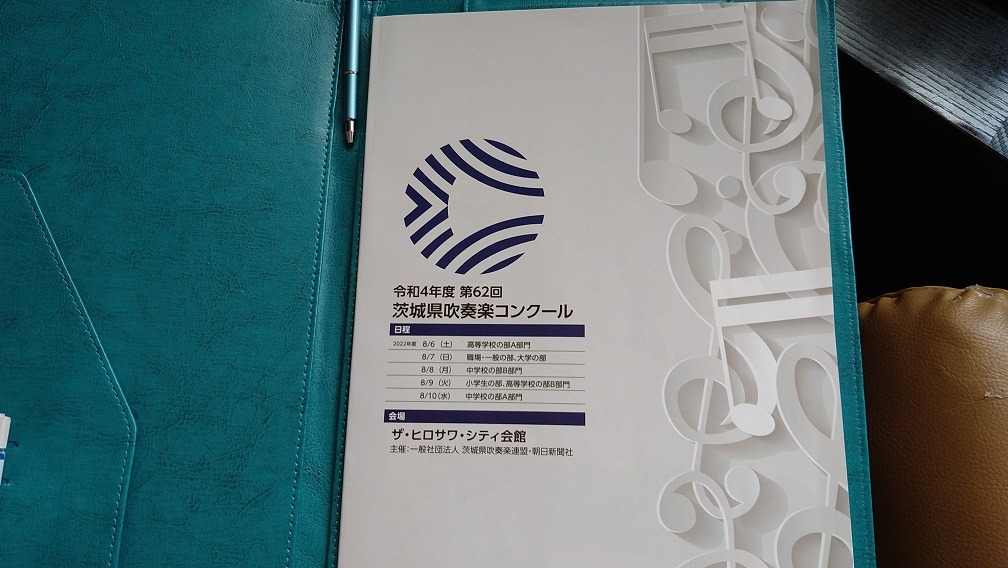 令和4年度 第62回
茨城県吹奏楽コンクール
日程
2022年度 8/6（土） 高等学校の部A部門
8/7（日） 職場・一般の部、大学の部
8/8（月） 中学校の部B部門
8/9（火） 小学生の部、高等学校の部B部門
8/10（水） 中学校の部A部門
会場
ザ・ヒロサワ・シティ会館
主催：一般社団法人 茨城県吹奏楽連盟・朝日新聞社